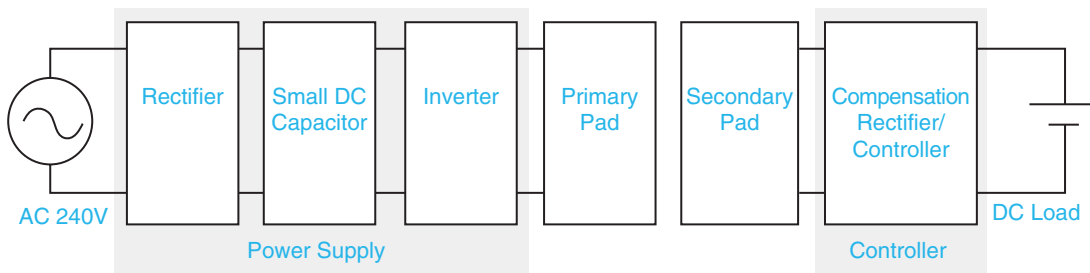 Rectifier
Small DC
Capacitor
Inverter
Primary
Pad
Secondary
Pad
Compensation
Rectifier/
Controller
AC 240V
DC Load
Power Supply
Controller